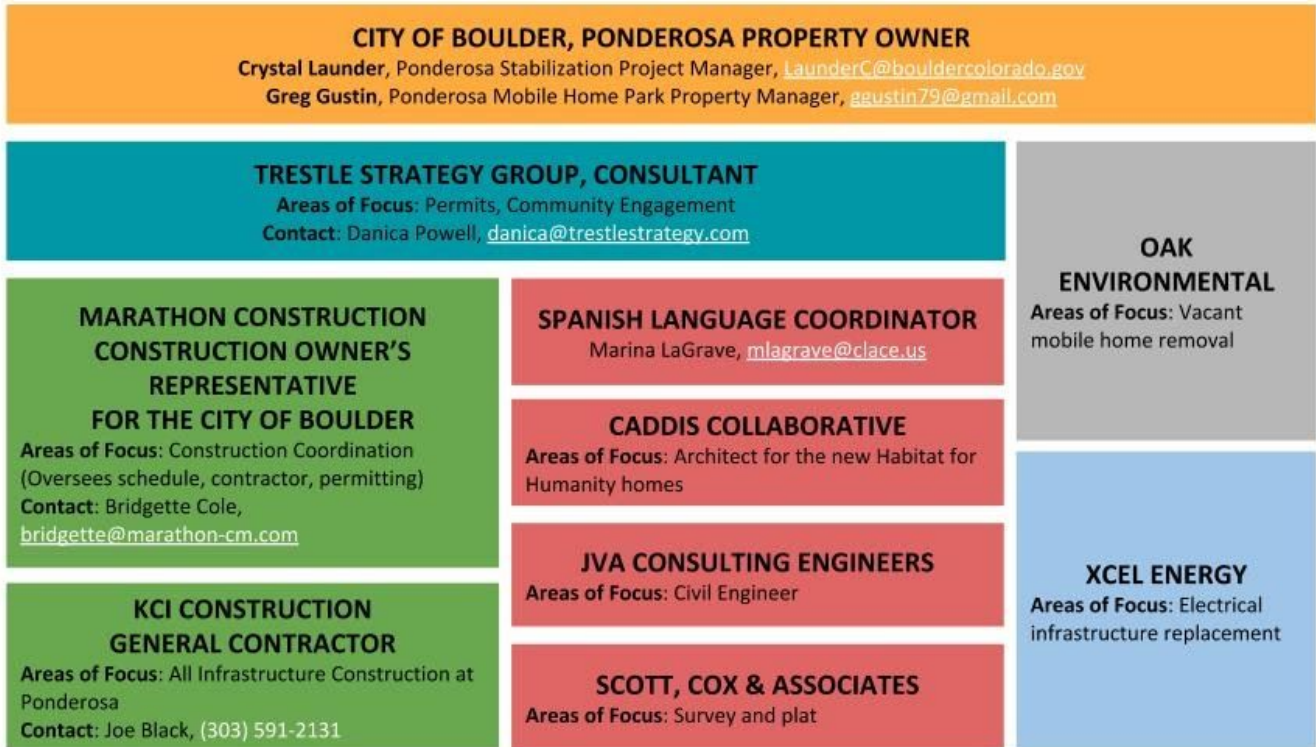 CITY OF BOULDER, PONDEROSA PROPERTY OWNER
Crystal Launder, Ponderosa Stabilization Project Manager, LaunderC@bouldercolorado.gov
Greg Gustin, Ponderosa Mobile Home Park Property Manager, ggustin79@gmail.com
TRESTLE STRATEGY GROUP, CONSULTANT
Areas of Focus: Permits, Community Engagement
Contact: Danica Powell, danica@trestlestrategy.com
MARATHON CONSTRUCTION
CONSTRUCTION OWNER’S
REPRESENTATIVE
FOR THE CITY OF BOULDER
Areas of Focus: Construction Coordination
(Oversees schedule, contractor, permitting)
Contact: Bridgette Cole,
bridgette@marathon-cm.com
KCI CONSTRUCTION
GENERAL CONTRACTOR
Areas of Focus: All Infrastructure Construction at
Ponderosa
Contact: Joe Black, (303) 591-2131
SPANISH LANGUAGE COORDINATOR
Marina LaGrave, mlagrave@clace.us
CADDIS COLLABORATIVE
Areas of Focus: Architect for the new Habitat for
Humanity homes
JVA CONSULTING ENGINEERS
Areas of Focus: Civil Engineer
SCOTT, COX & ASSOCIATES
Areas of Focus: Survey and plat
OAK
ENVIRONMENTAL
Areas of Focus: Vacant
mobile home removal
XCEL ENERGY
Areas of Focus: Electrical
infrastructure replacement